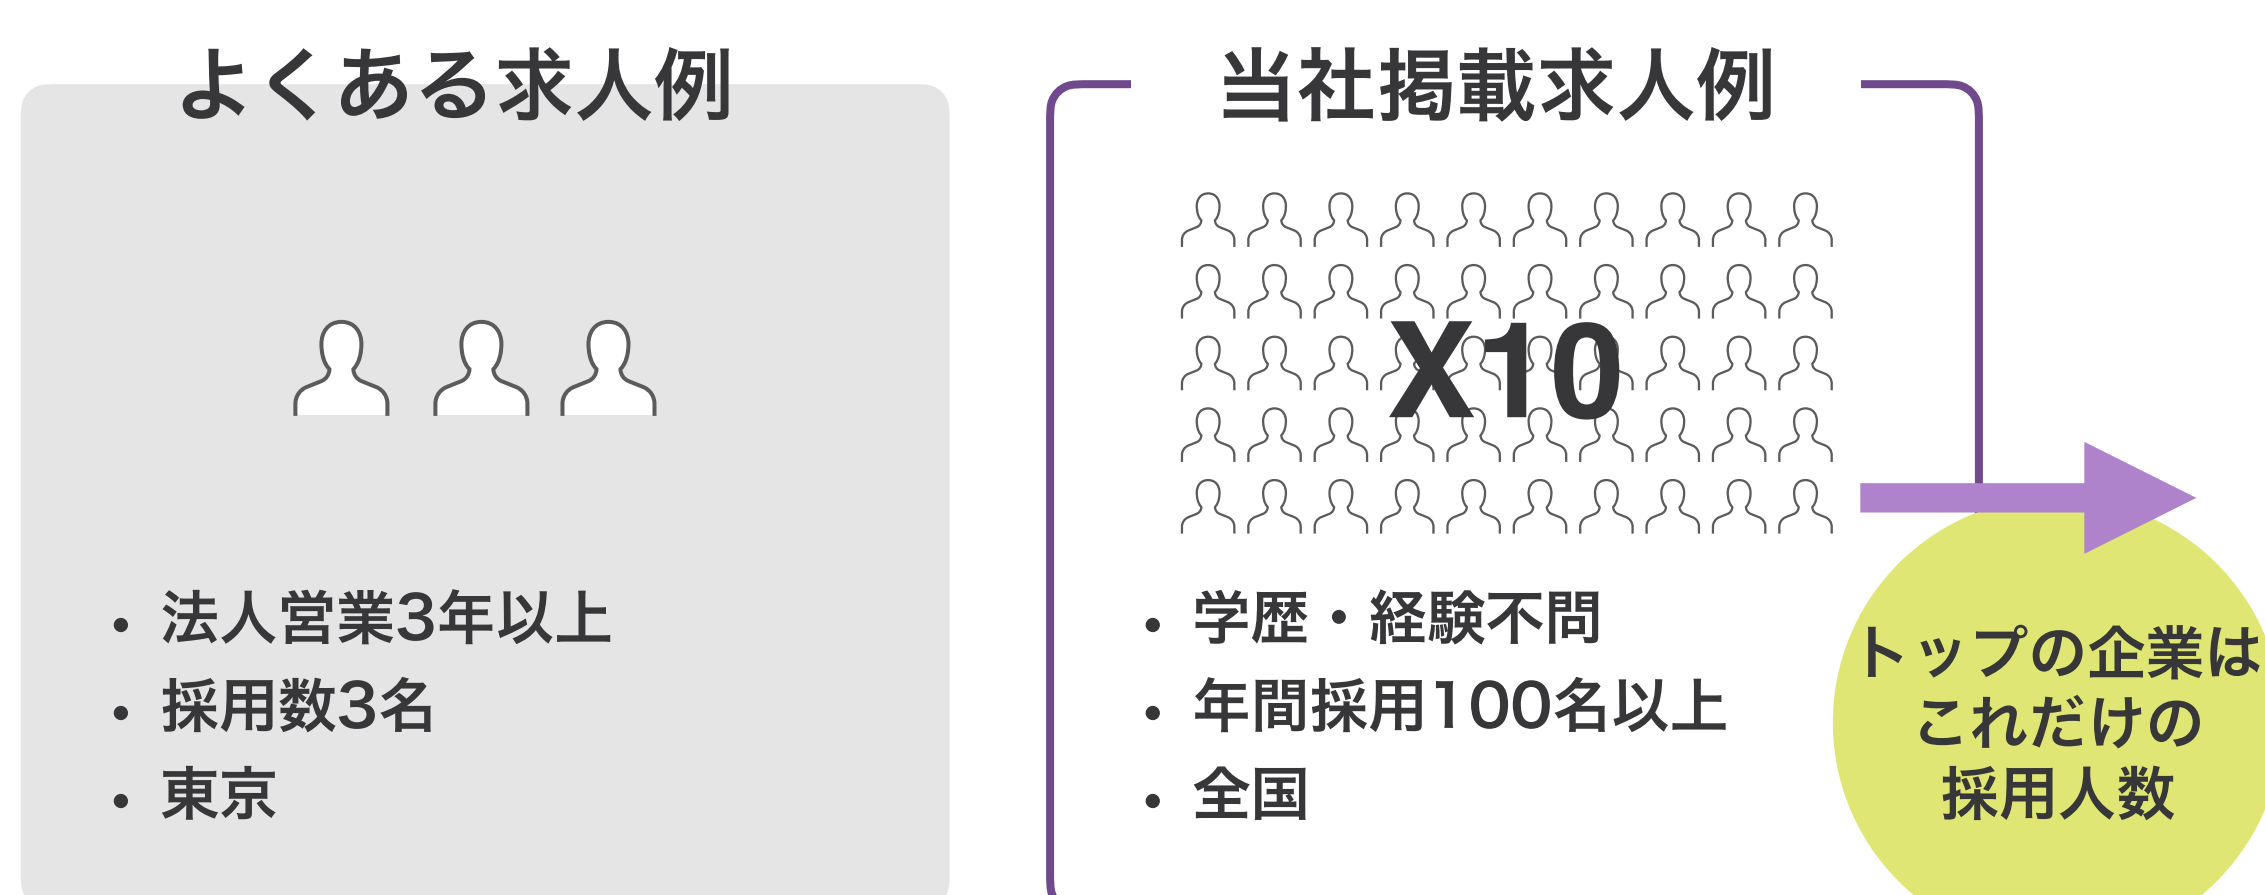 よくある求人例
・法人営業3年以上
・採用数3名
・東京
当社掲載求人例
X10
・学歴・経験不問
・年間採用100名以上
・全国
トップの企業は
これだけの
採用人数